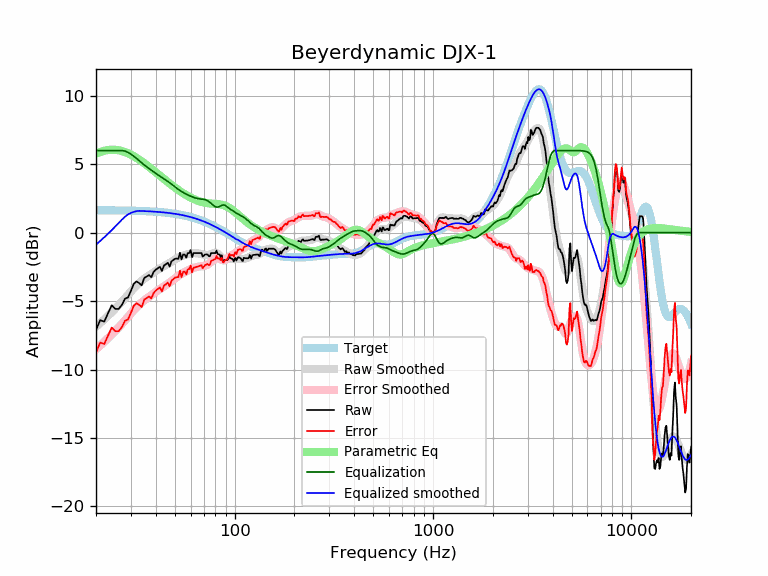 Beyerdynamic DJX-1
10
5
0
−5
−10
−15
−20
Amplitude (dBr)
Target
Raw Smoothed
Error Smoothed
Raw
Error
Parametric Eq
Equalization
Equalized smoothed
100
1000
10000
Frequency (Hz)